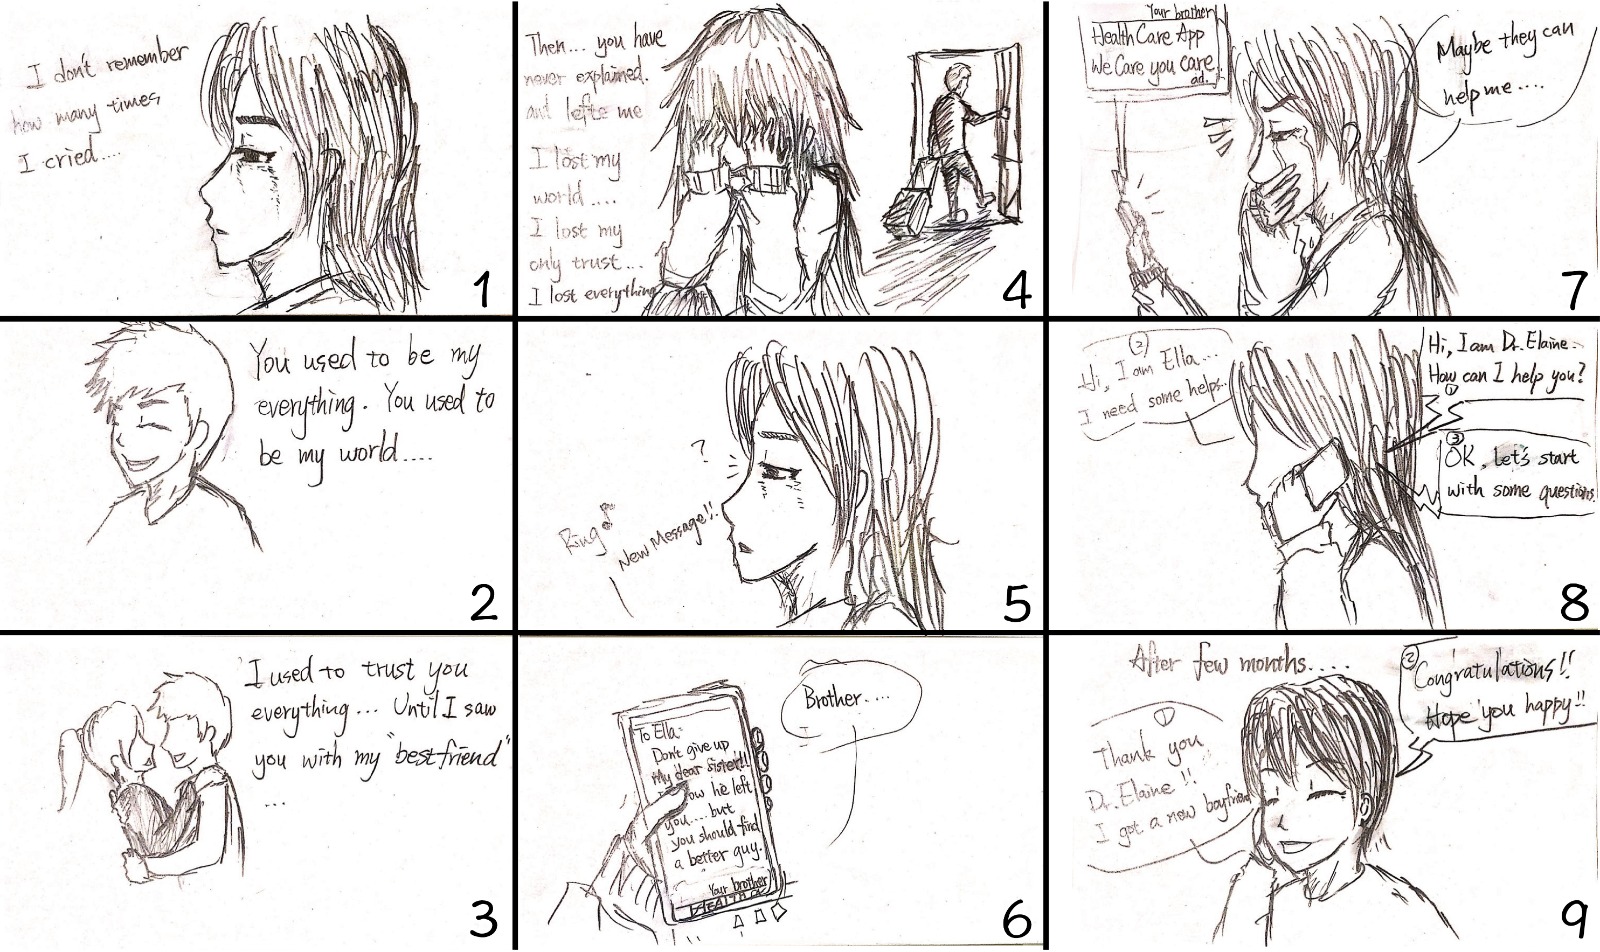 I don't remember
how many times
I cried....
1
You used to be my
everything. You used to
be my world....
2
I used to trust you
everything... Until I saw
you with my "bestfriend"
...
3
Then... you have
never explained.
and lefte me
I lost my
world ....
I lost my
only trust...
I lost everything
4
?
Ring
New Message!!
5
To Ella:
Don't give up
my dear sister!!
he left
you.... but
you should find
a better guy.
Your brother
HEALTH CA
Brother....
6
Your brother
Health Care App
We Care you care.
ad.
Maybe they can
help me....
7
②
Hi, I am Ella...
I need some helps..
Hi, I am Dr. Elaine.
How can I help you?
①
③
OK, let's start
with some questions
8
After few months.....
①
Thank you
Dr. Elaine !!
I got a new boyfriend
②
Congratulations!!
Hope you happy!!
9